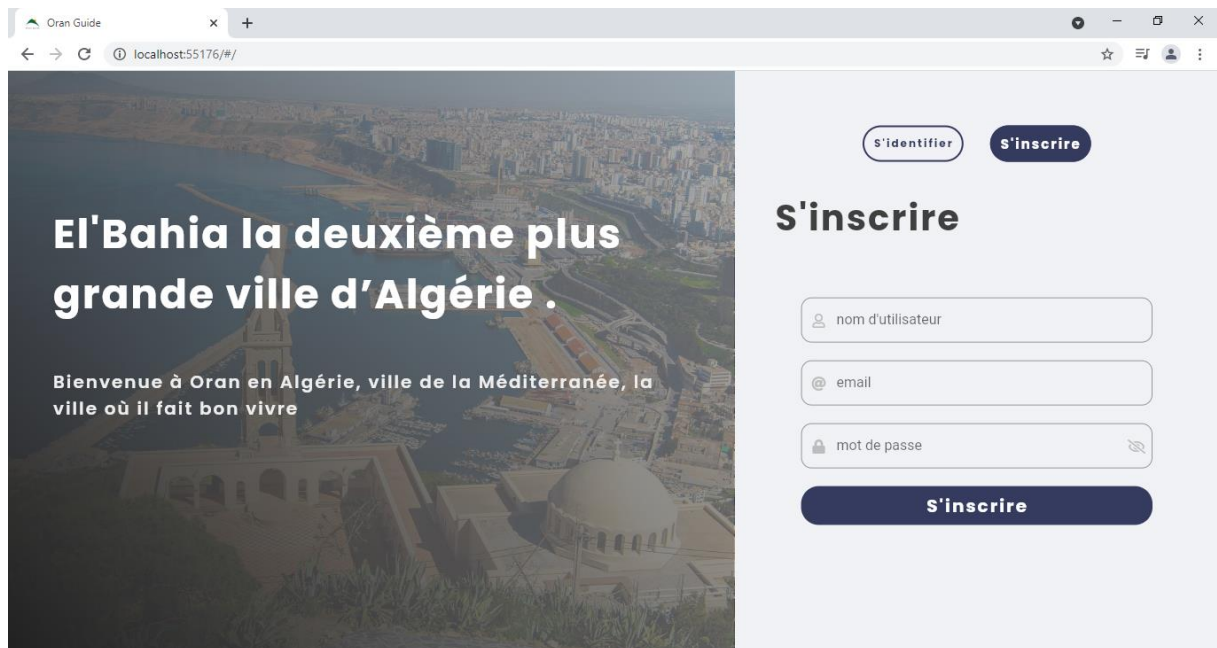 Oran Guide
localhost:55176/#/
El'Bahia la deuxième plus
grande ville d’Algérie .
Bienvenue à Oran en Algérie, ville de la Méditerranée, la
ville où il fait bon vivre
S'identifier
S'inscrire
S'inscrire
nom d'utilisateur
@ email
mot de passe
S'inscrire